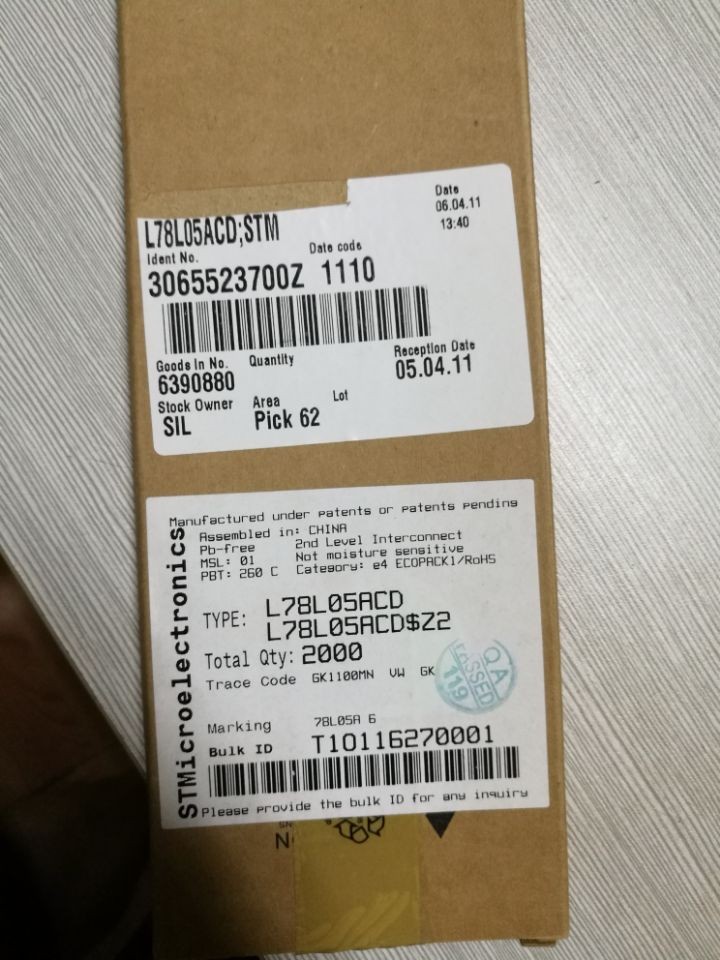 Date
06.04.11
13:40
L78L05ACD;STM
Ident No.
Date code
3065523700Z 1110
Goods In No.
Quantity
Reception Date
6390880
05.04.11
Stock Owner
Area
Lot
SIL
Pick 62
STMicroelectronics
Manufactured under patents or patents pending
Assembled in: CHINA
Pb-free 2nd Level Interconnect
MSL: 01 Not moisture sensitive
PBT: 260 C Category: e4 ECOPACK1/RoHS
TYPE: L78L05ACD
L78L05ACD$Z2
Total Qty: 2000
Trace Code GK1100MN VW GK
QA
PASSED
119
Marking 78L05A 6
Bulk ID T10116270001
Please provide the bulk ID for any inquiry